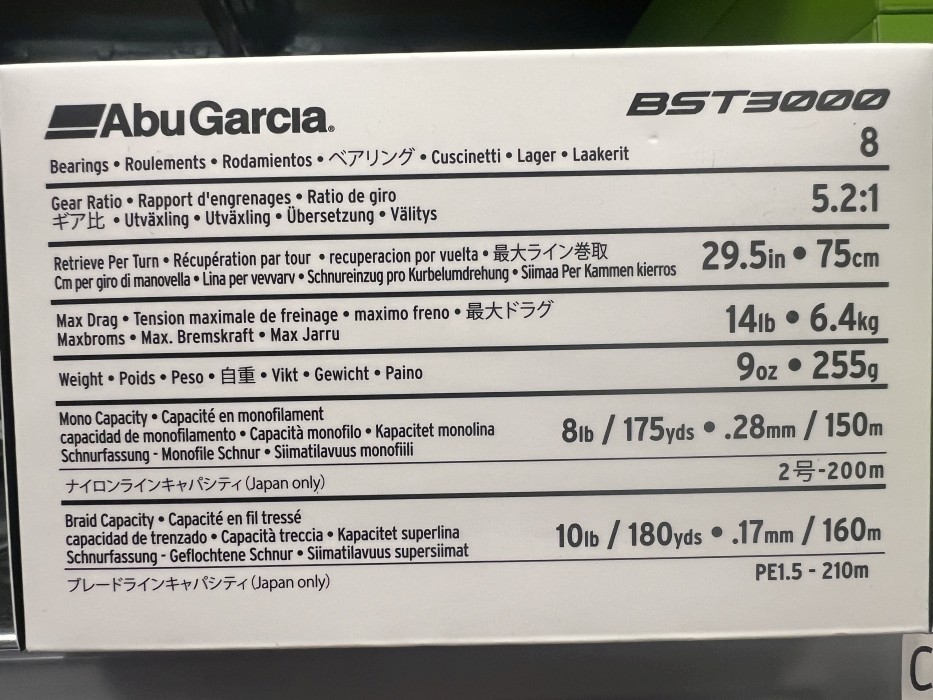 Abu Garcia®
BST3000
Bearings • Roulements • Rodamientos • ベアリング • Cuscinetti • Lager • Laakerit
8
Gear Ratio • Rapport d'engrenages • Ratio de giro
ギア比 • Utväxling • Utväxling • Übersetzung • Välitys
5.2:1
Retrieve Per Turn • Récupération par tour • recuperacion por vuelta • 最大ライン巻取
Cm per giro di manovella • Lina per vevvarv • Schnureinzug pro Kurbelumdrehung • Siimaa Per Kammen kierros
29.5in • 75cm
Max Drag • Tension maximale de freinage • maximo freno • 最大ドラグ
Maxbroms • Max. Bremskraft • Max Jarru
14lb • 6.4kg
Weight • Poids • Peso • 自重 • Vikt • Gewicht • Paino
9oz • 255g
Mono Capacity • Capacité en monofilament
capacidad de monofilamento • Capacità monofilo • Kapacitet monolina
Schnurfassung - Monofile Schnur • Siimatilavuus monofiili
8lb / 175yds • .28mm / 150m
ナイロンラインキャパシティ(Japan only)
2号-200m
Braid Capacity • Capacité en fil tressé
capacidad de trenzado • Capacità treccia • Kapacitet superlina
Schnurfassung - Geflochtene Schnur • Siimatilavuus supersiimat
10lb / 180yds • .17mm / 160m
ブレードラインキャパシティ(Japan only)
PE1.5 - 210m
C